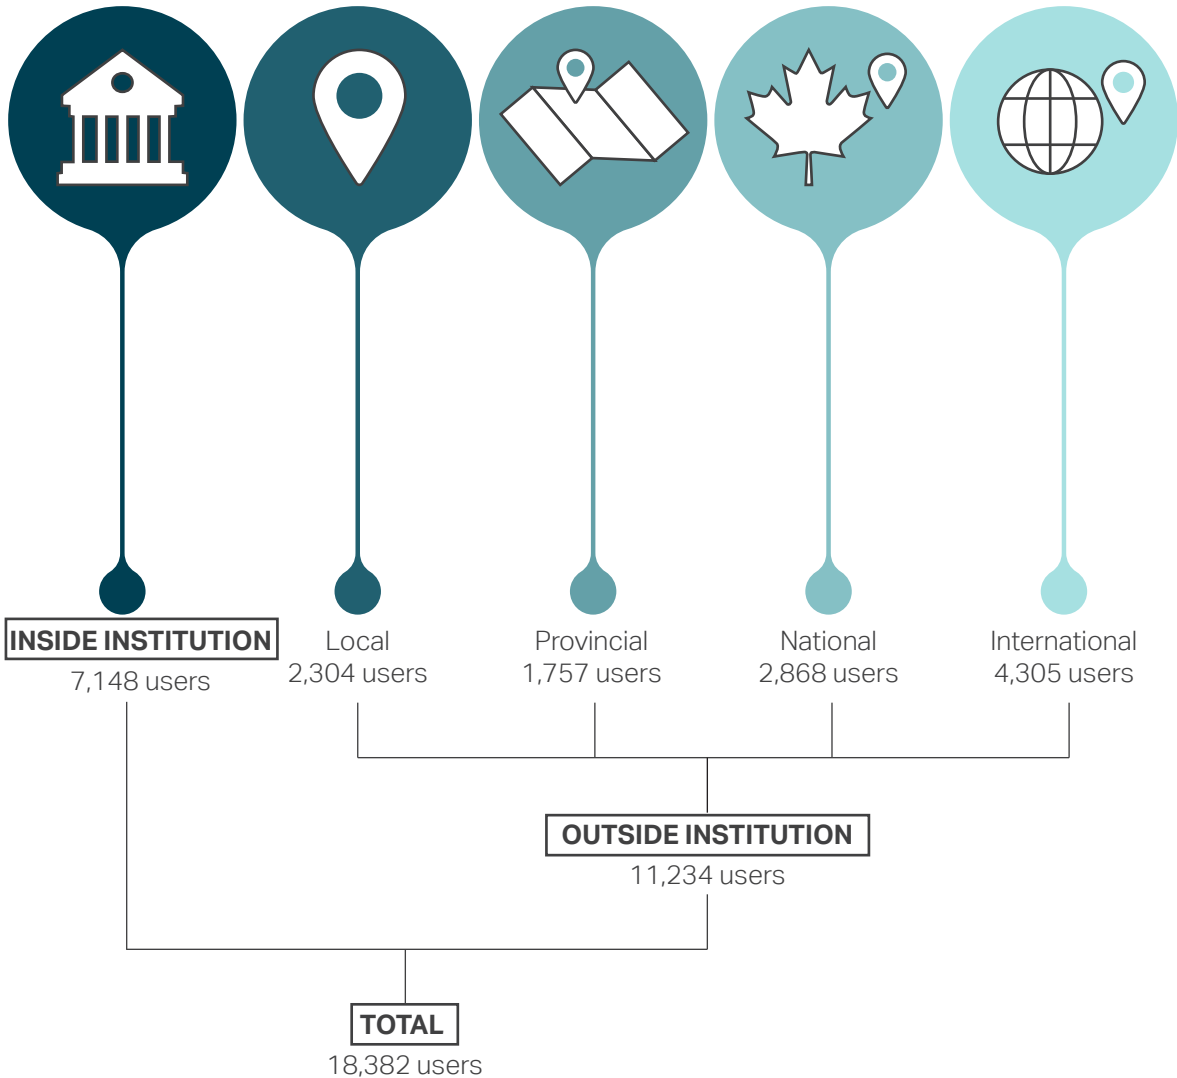 INSIDE INSTITUTION
7,148 users
Local
2,304 users
Provincial
1,757 users
National
2,868 users
International
4,305 users
OUTSIDE INSTITUTION
11,234 users
TOTAL
18,382 users